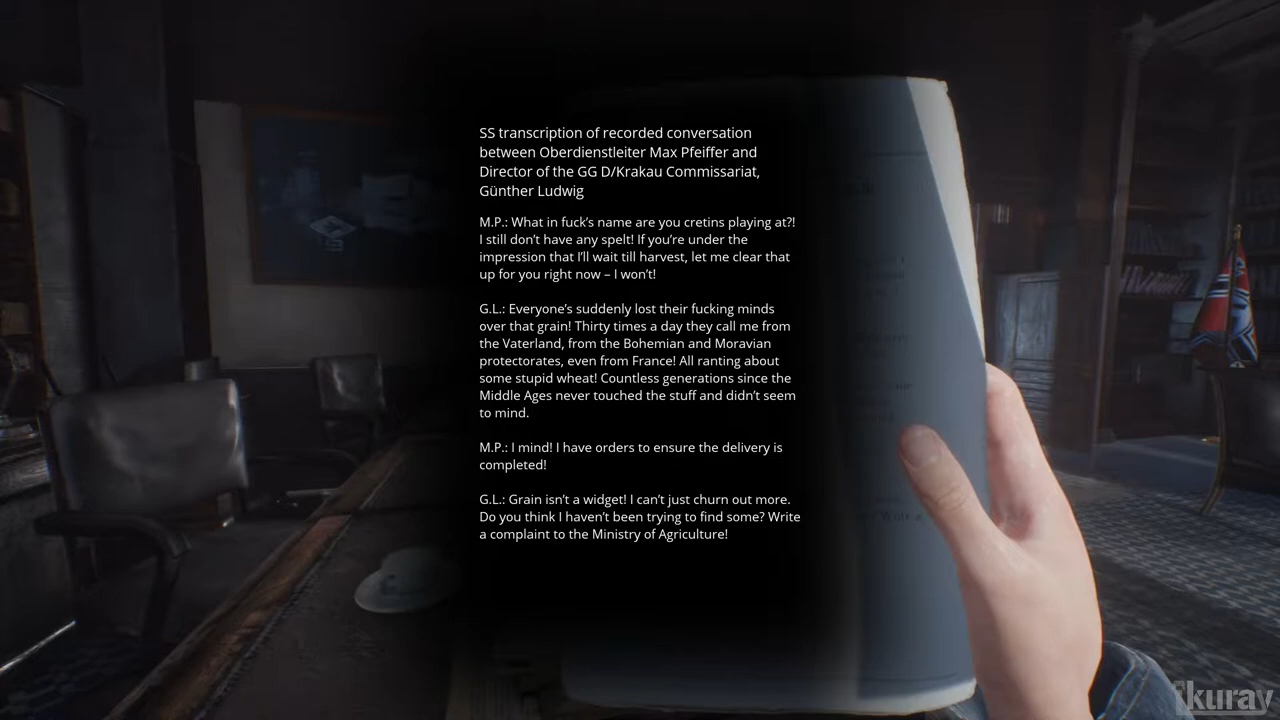 SS transcription of recorded conversation
between Oberdienstleiter Max Pfeiffer and
Director of the GG D/Krakau Commissariat,
Günther Ludwig
M.P.: What in fuck's name are you cretins playing at?!
I still don't have any spelt! If you're under the
impression that I'll wait till harvest, let me clear that
up for you right now – I won't!
G.L.: Everyone's suddenly lost their fucking minds
over that grain! Thirty times a day they call me from
the Vaterland, from the Bohemian and Moravian
protectorates, even from France! All ranting about
some stupid wheat! Countless generations since the
Middle Ages never touched the stuff and didn't seem
to mind.
M.P.: I mind! I have orders to ensure the delivery is
completed!
G.L.: Grain isn't a widget! I can't just churn out more.
Do you think I haven't been trying to find some? Write
a complaint to the Ministry of Agriculture!
fkuray